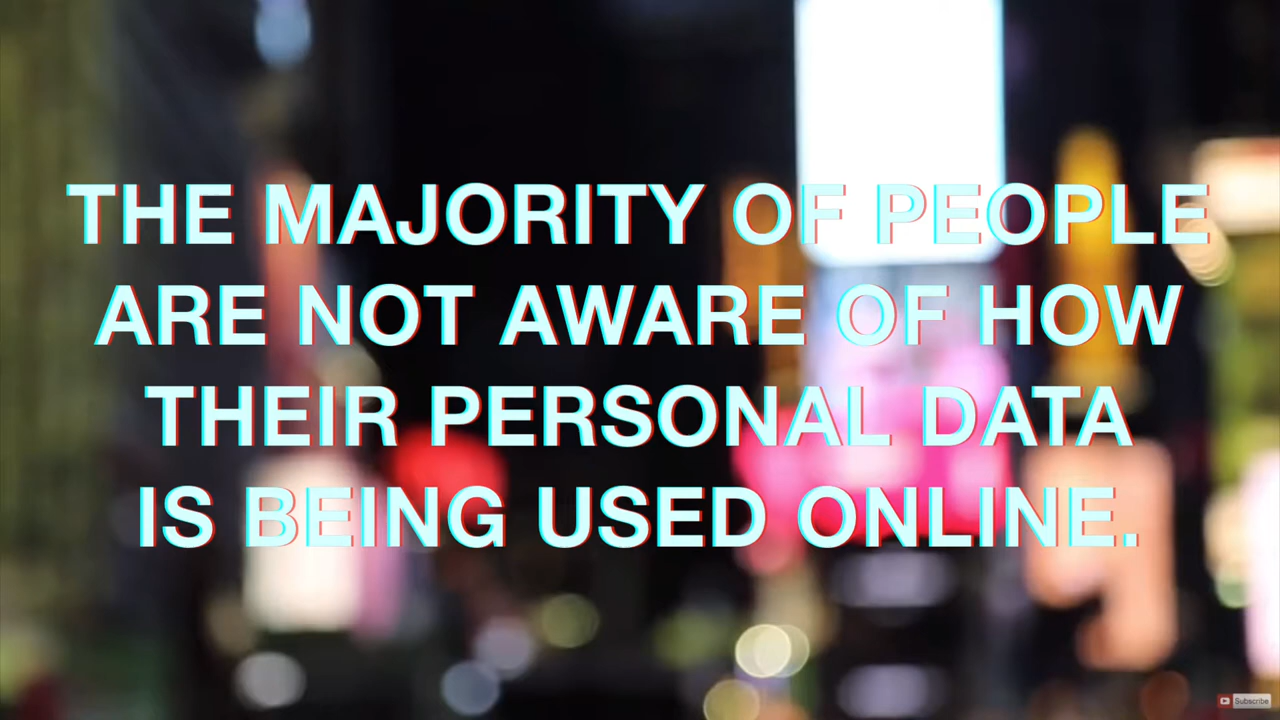 THE MAJORITY OF PEOPLE
ARE NOT AWARE OF HOW
THEIR PERSONAL DATA
IS BEING USED ONLINE.
Subscribe